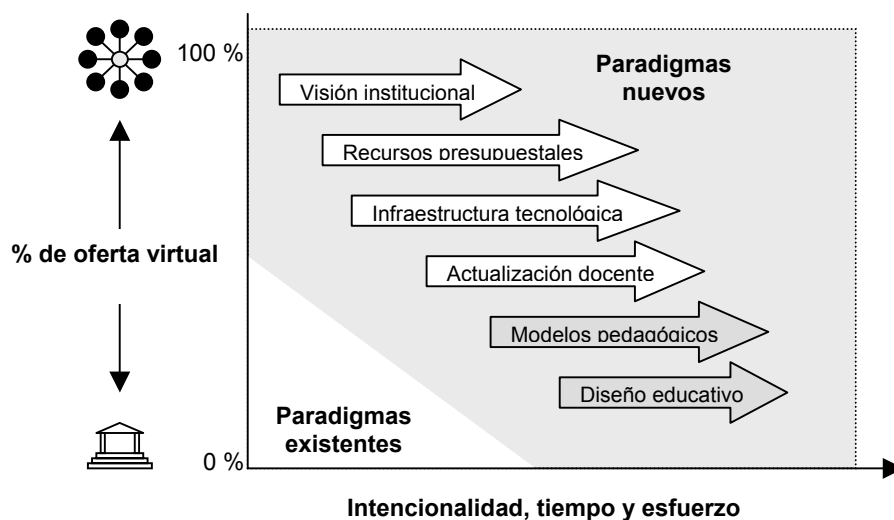 100 %
Paradigmas
nuevos
Visión institucional
Recursos presupuestales
Infraestructura tecnológica
% de oferta virtual
Actualización docente
Modelos pedagógicos
Diseño educativo
Paradigmas
existentes
0 %
Intencionalidad, tiempo y esfuerzo